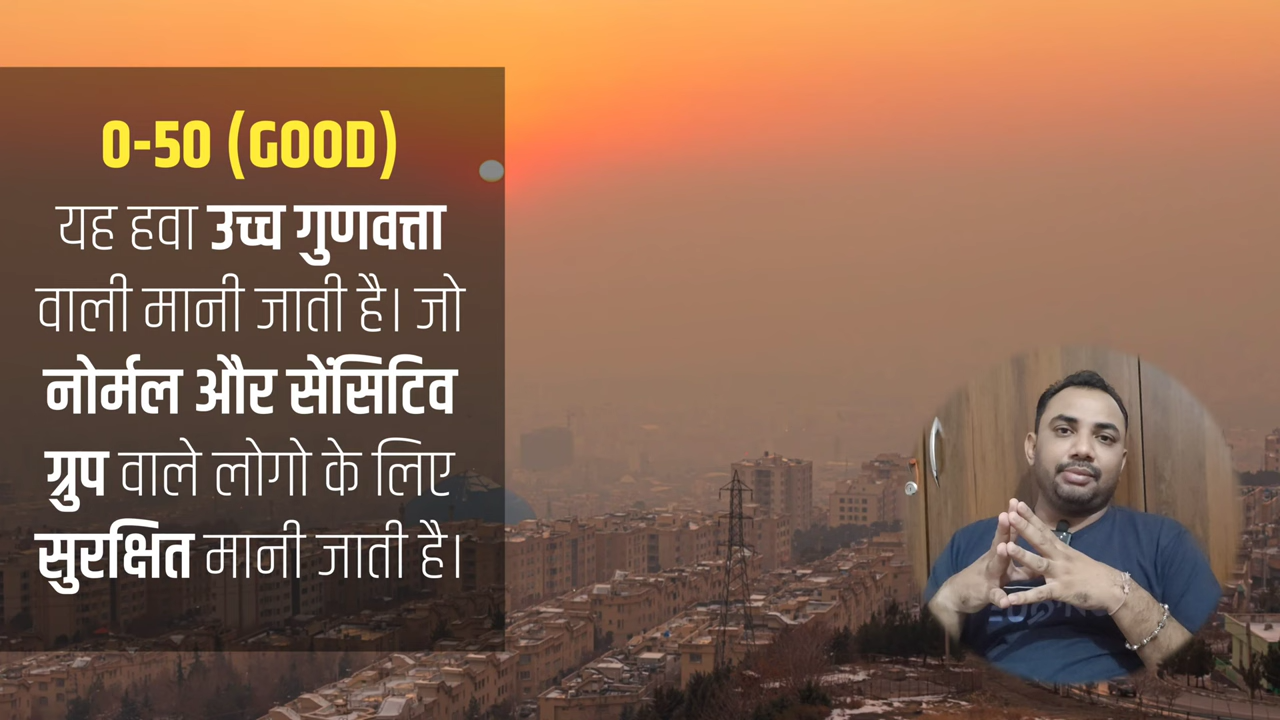 0-50 (GOOD)
यह हवा उच्च गुणवत्ता
वाली मानी जाती है। जो
नोर्मल और सेंसिटिव
ग्रुप वाले लोगो के लिए
सुरक्षित मानी जाती है।